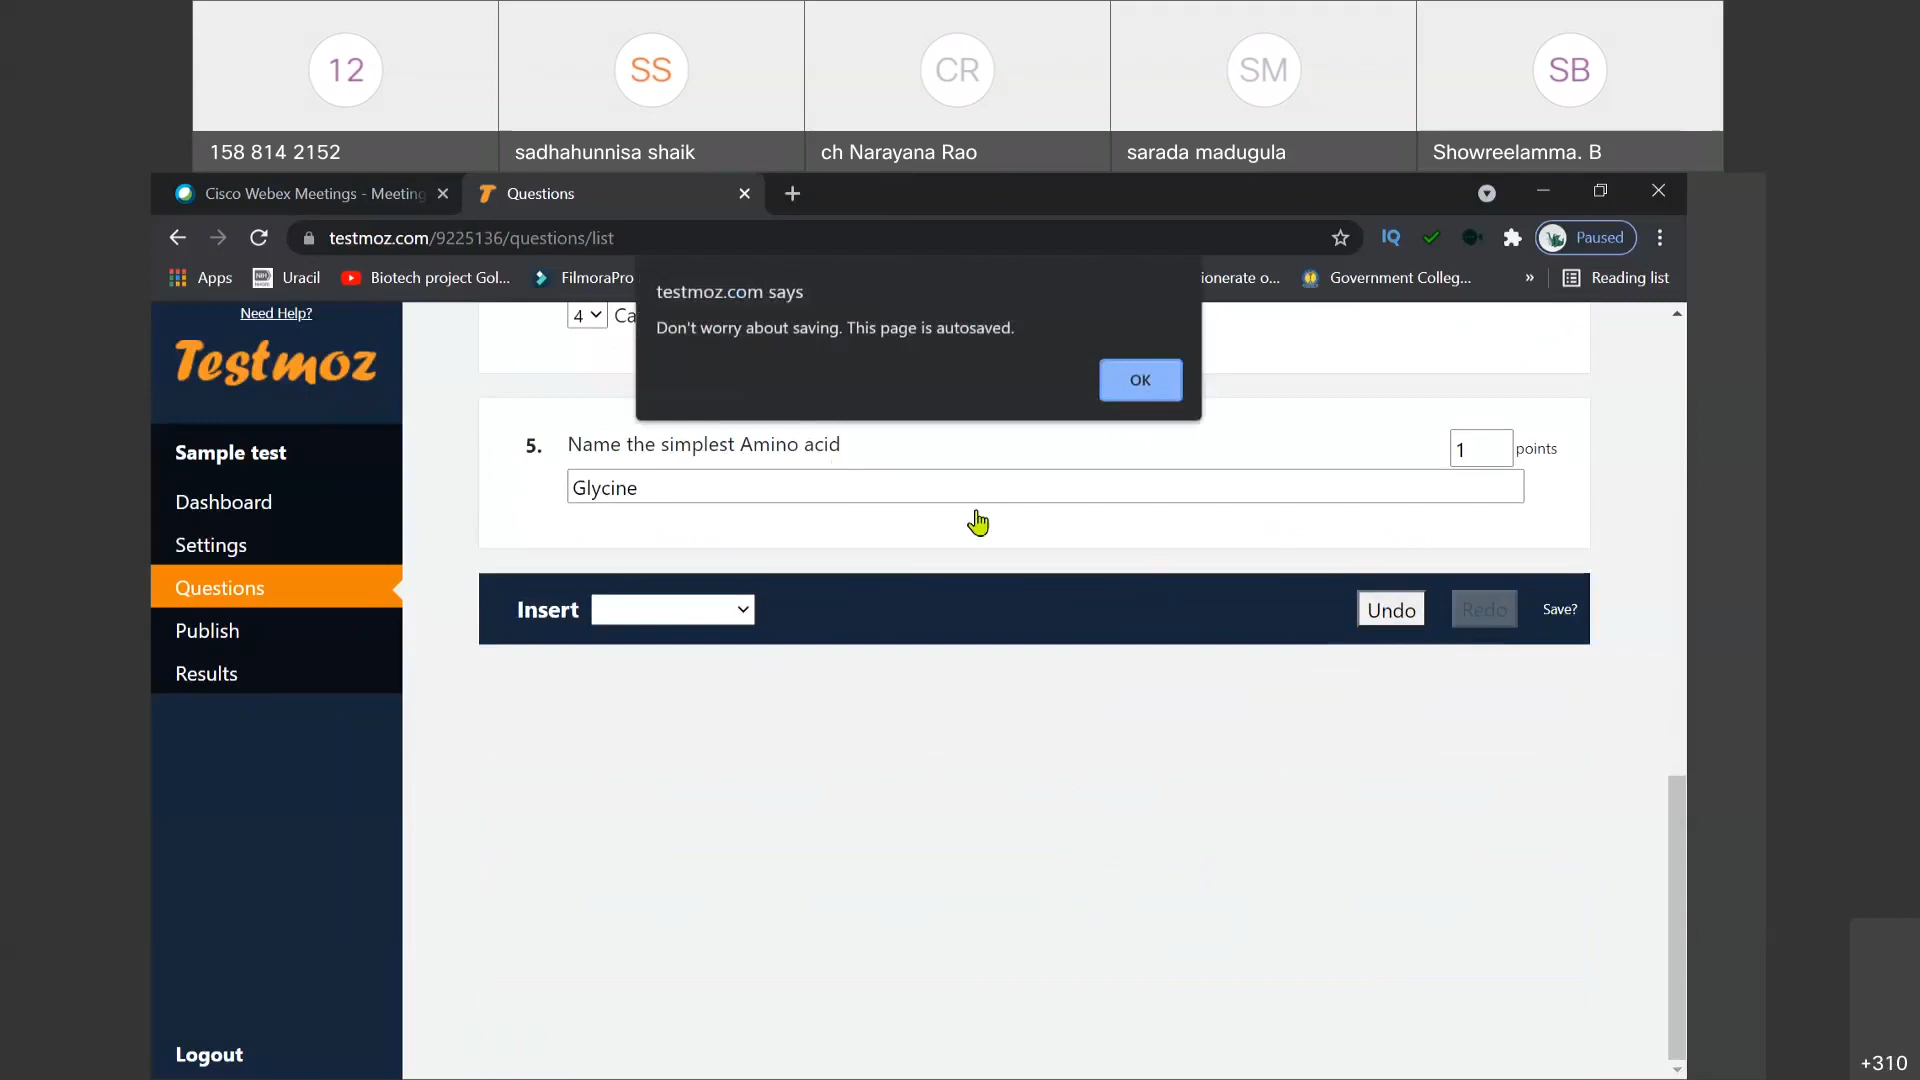 12
SS
CR
SM
SB
158 814 2152
sadhahunnisa shaik
ch Narayana Rao
sarada madugula
Showreelamma. B
Cisco Webex Meetings - Meeting
Questions
testmoz.com/9225136/questions/list
IQ
Paused
Apps
Uracil
Biotech project Gol...
FilmoraPro
ionerate o...
Government Colleg...
»
Reading list
testmoz.com says
Don't worry about saving. This page is autosaved.
OK
Need Help?
Testmoz
Sample test
Dashboard
Settings
Questions
Publish
Results
Logout
4 Ca
5. Name the simplest Amino acid
1 points
Glycine
Insert
Undo
Redo
Save?
+310